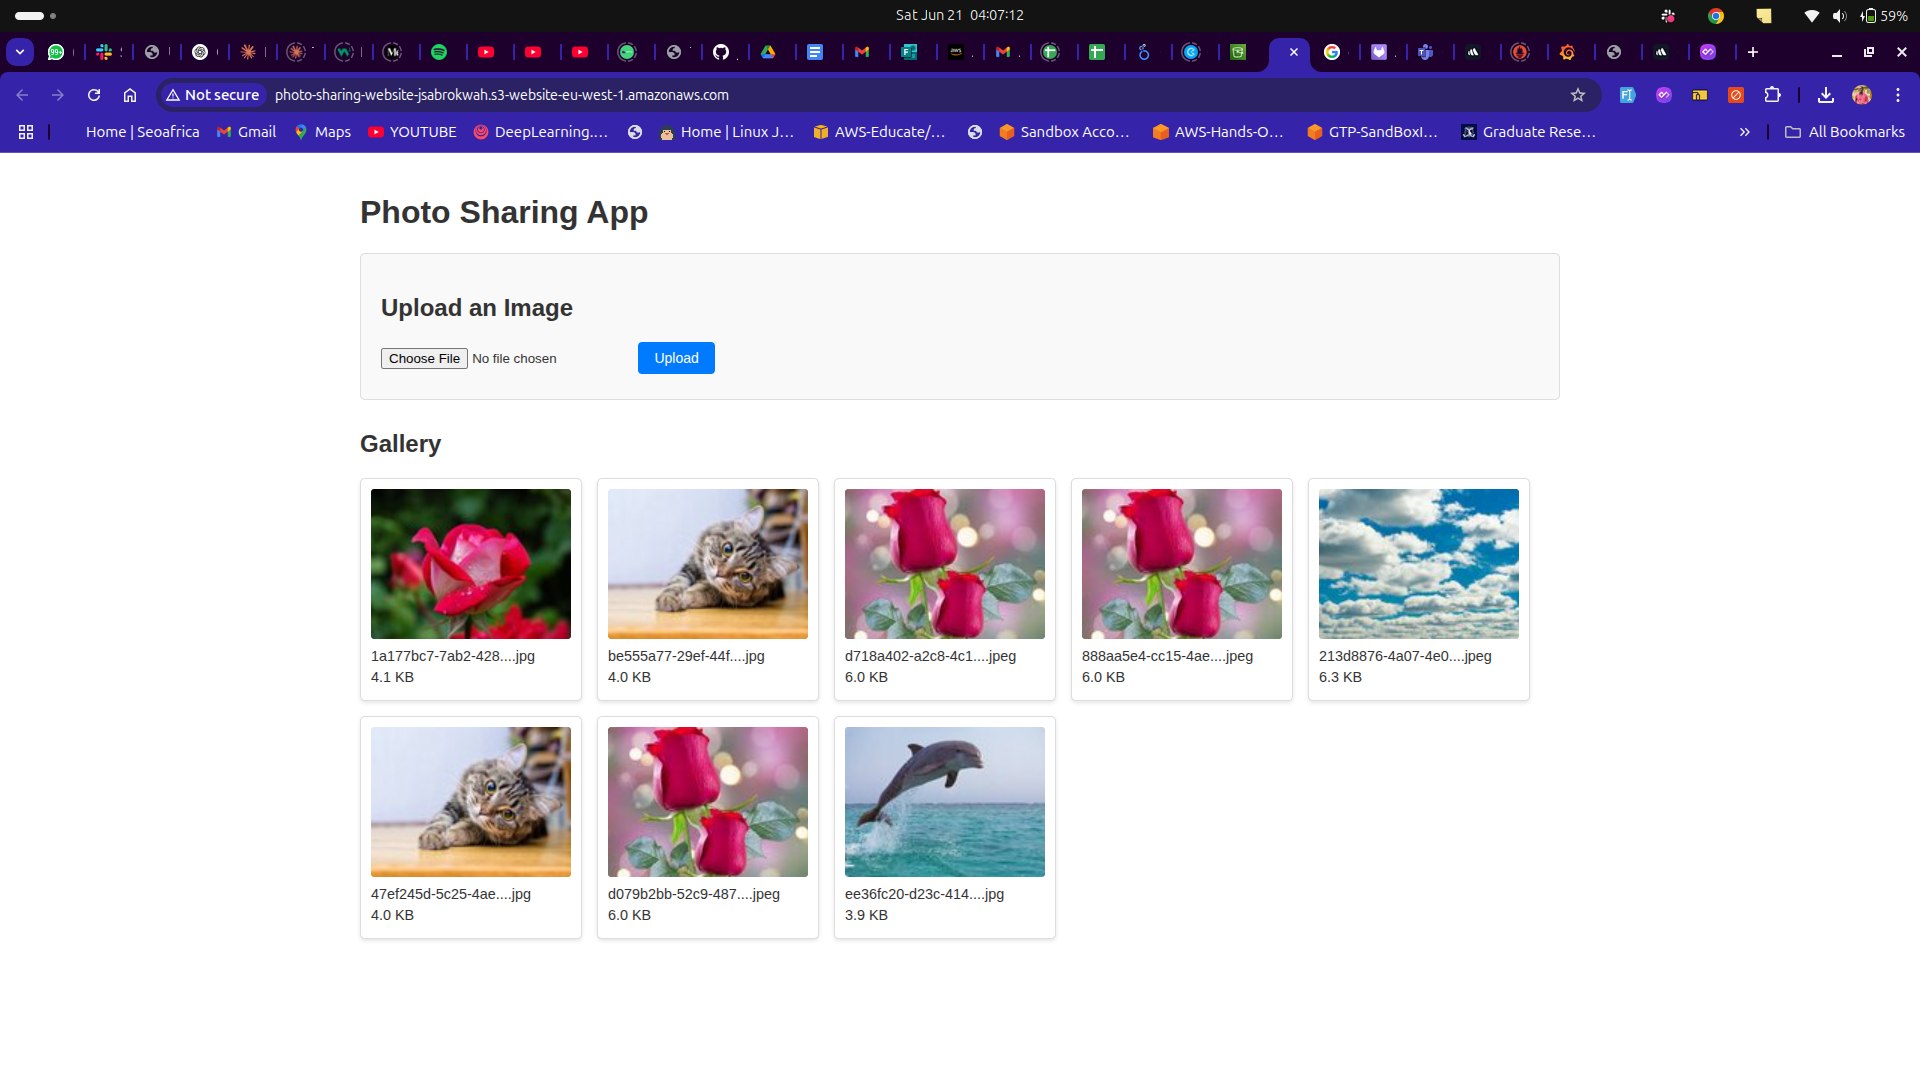 Sat Jun 21 04:07:12
59%
Not secure
photo-sharing-website-jsabrokwah.s3-website-eu-west-1.amazonaws.com
Home | Seoafrica
Gmail
Maps
YOUTUBE
DeepLearning....
Home | Linux J...
AWS-Educate/...
Sandbox Acco...
AWS-Hands-O...
GTP-SandBoxI...
Graduate Rese...
All Bookmarks
Photo Sharing App
Upload an Image
Choose File No file chosen
Upload
Gallery
1a177bc7-7ab2-428....jpg
4.1 KB
be555a77-29ef-44f....jpg
4.0 KB
d718a402-a2c8-4c1....jpeg
6.0 KB
888aa5e4-cc15-4ae....jpeg
6.0 KB
213d8876-4a07-4e0....jpeg
6.3 KB
47ef245d-5c25-4ae....jpg
4.0 KB
d079b2bb-52c9-487....jpeg
6.0 KB
ee36fc20-d23c-414....jpg
3.9 KB